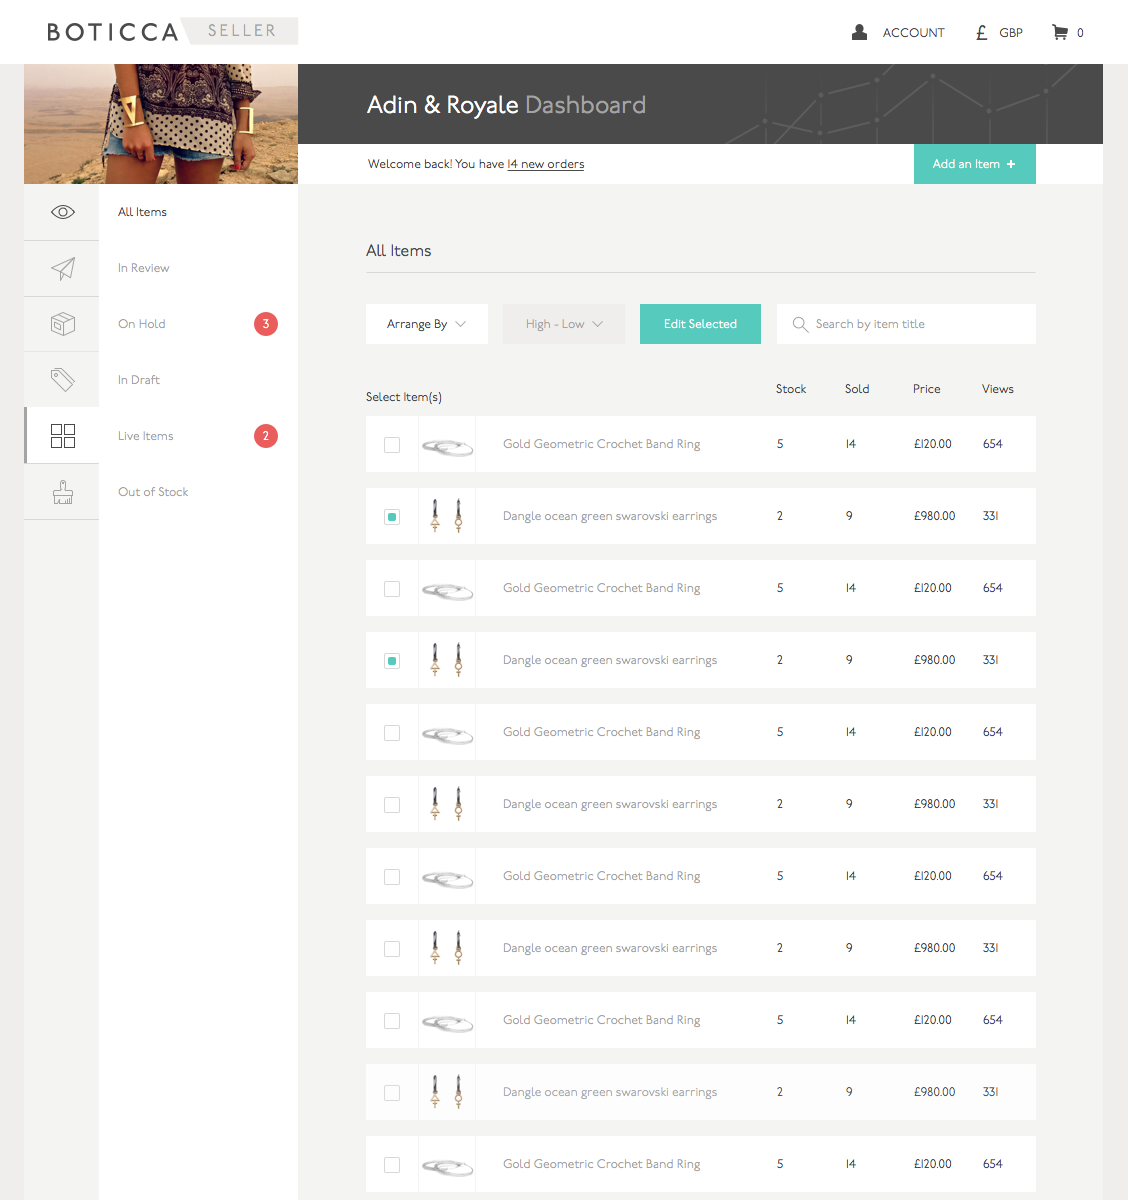 BOTICCA SELLER
ACCOUNT £ GBP 0
Adin & Royale Dashboard
Welcome back! You have 14 new orders
Add an Item +
All Items
In Review
On Hold 3
In Draft
Live Items 2
Out of Stock
All Items
Arrange By High - Low Edit Selected Search by item title
Select Item(s) Stock Sold Price Views
Gold Geometric Crochet Band Ring 5 14 £120.00 654
Dangle ocean green swarovski earrings 2 9 £980.00 331
Gold Geometric Crochet Band Ring 5 14 £120.00 654
Dangle ocean green swarovski earrings 2 9 £980.00 331
Gold Geometric Crochet Band Ring 5 14 £120.00 654
Dangle ocean green swarovski earrings 2 9 £980.00 331
Gold Geometric Crochet Band Ring 5 14 £120.00 654
Dangle ocean green swarovski earrings 2 9 £980.00 331
Gold Geometric Crochet Band Ring 5 14 £120.00 654
Dangle ocean green swarovski earrings 2 9 £980.00 331
Gold Geometric Crochet Band Ring 5 14 £120.00 654